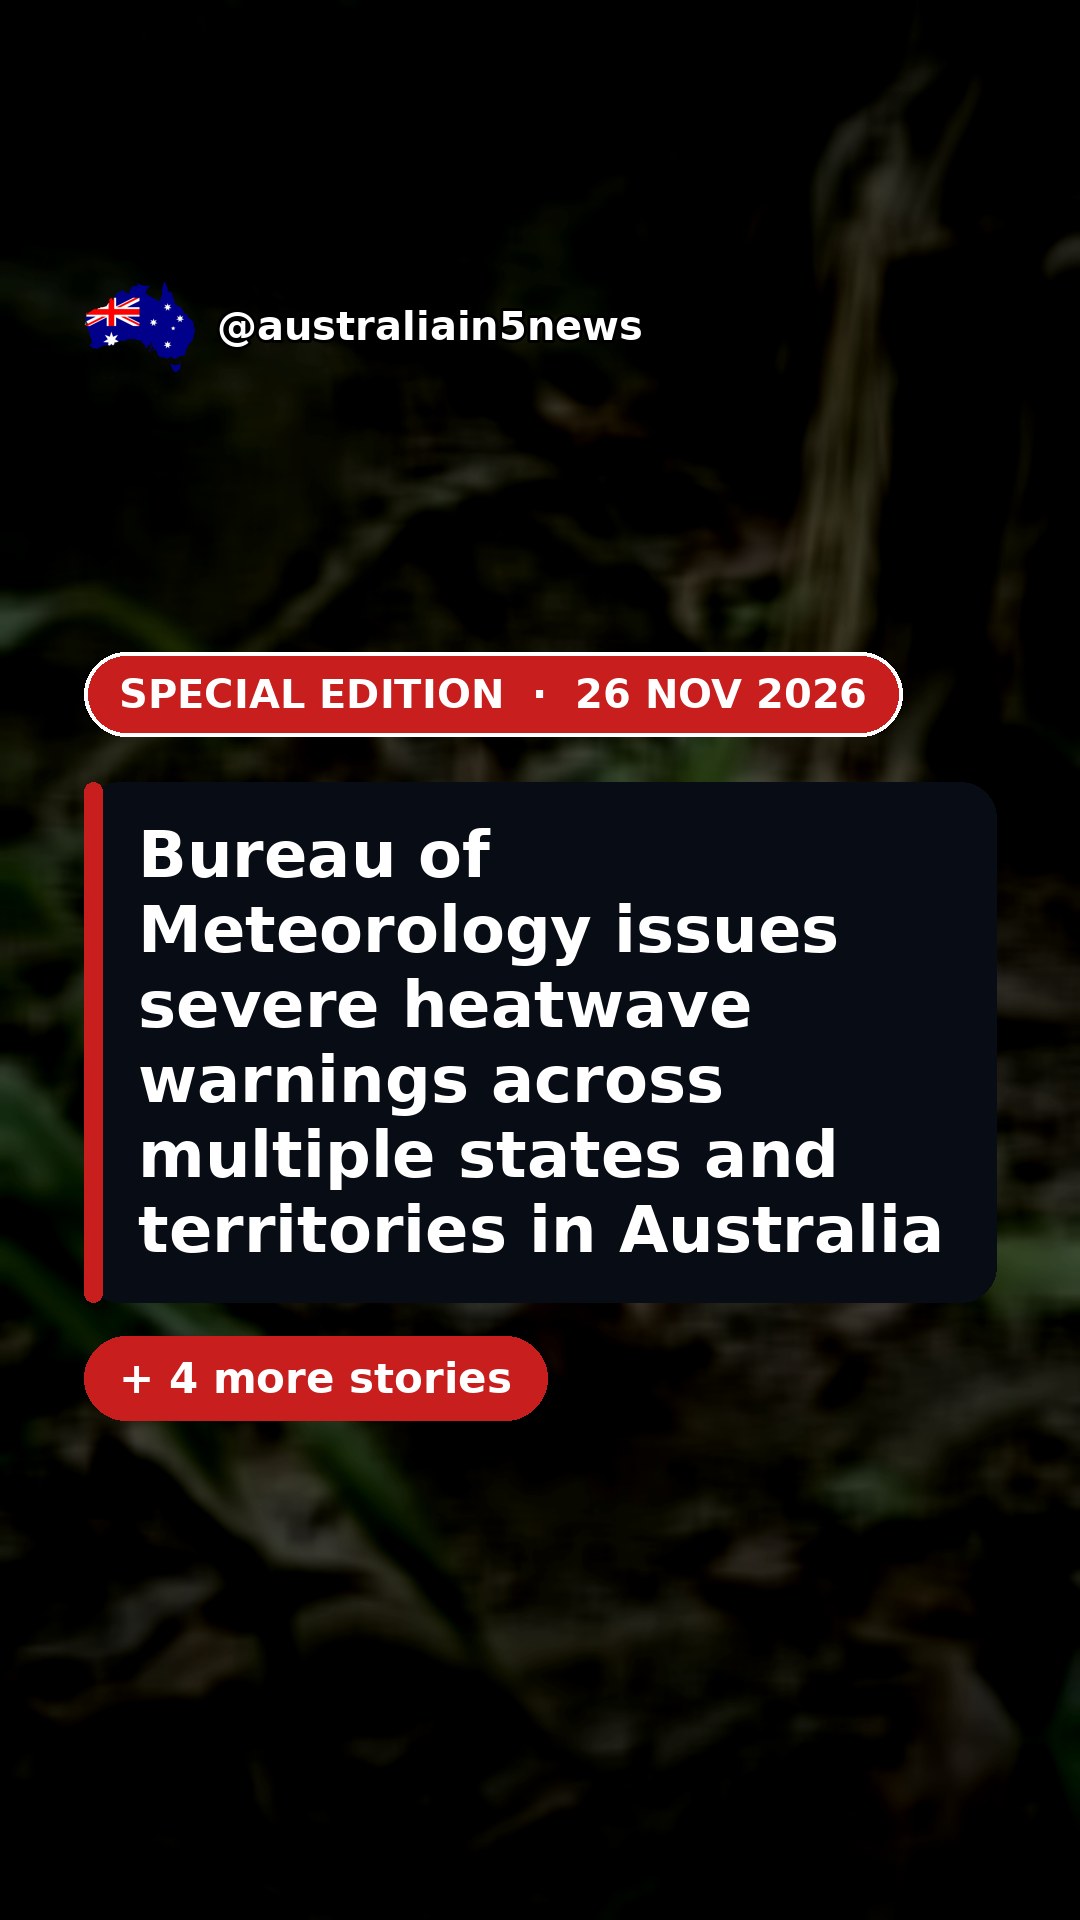 @australiain5news
SPECIAL EDITION · 26 NOV 2026
Bureau of
Meteorology issues
severe heatwave
warnings across
multiple states and
territories in Australia
+ 4 more stories